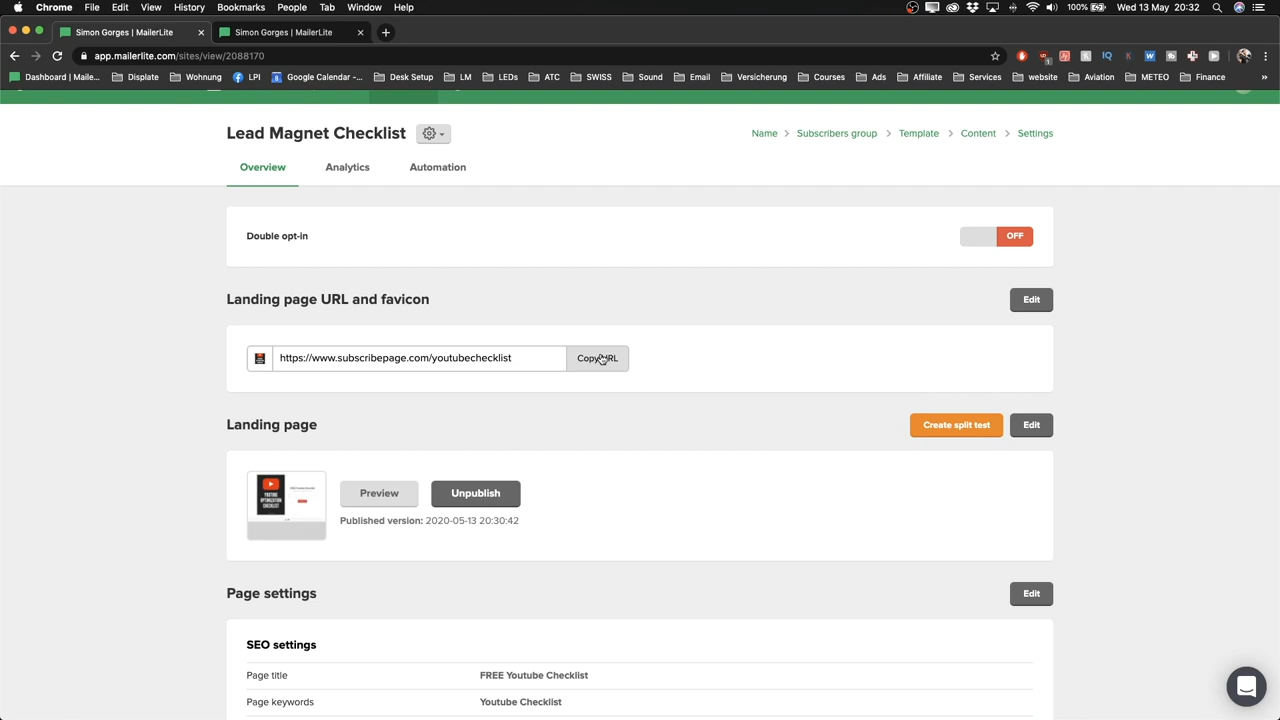 Chrome File Edit View History Bookmarks People Tab Window Help 100% Wed 13 May 20:32
Simon Gorges | MailerLite Simon Gorges | MailerLite
app.mailerlite.com/sites/view/2088170
Dashboard | Maile... Displate Wohnung LPI Google Calendar -... Desk Setup LM LEDs ATC SWISS Sound Email Versicherung Courses Ads Affiliate Services website Aviation METEO Finance »
Lead Magnet Checklist
Name > Subscribers group > Template > Content > Settings
Overview Analytics Automation
Double opt-in OFF
Landing page URL and favicon Edit
https://www.subscribepage.com/youtubechecklist Copy URL
Landing page Create split test Edit
YOUTUBE OPTIMIZATION CHECKLIST
Preview Unpublish
Published version: 2020-05-13 20:30:42
Page settings Edit
SEO settings
Page title FREE Youtube Checklist
Page keywords Youtube Checklist